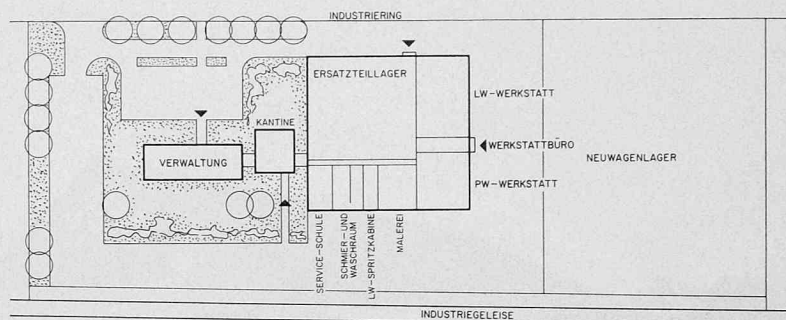 INDUSTRIERING
ERSATZTEILLAGER
LW-WERKSTATT
KANTINE
WERKSTATTBÜRO
VERWALTUNG
NEUWAGENLAGER
PW-WERKSTATT
SERVICE-SCHULE
SCHMIER-UND
WASCHRAUM
LW-SPRITZKABINE
MALEREI
INDUSTRIEGELEISE